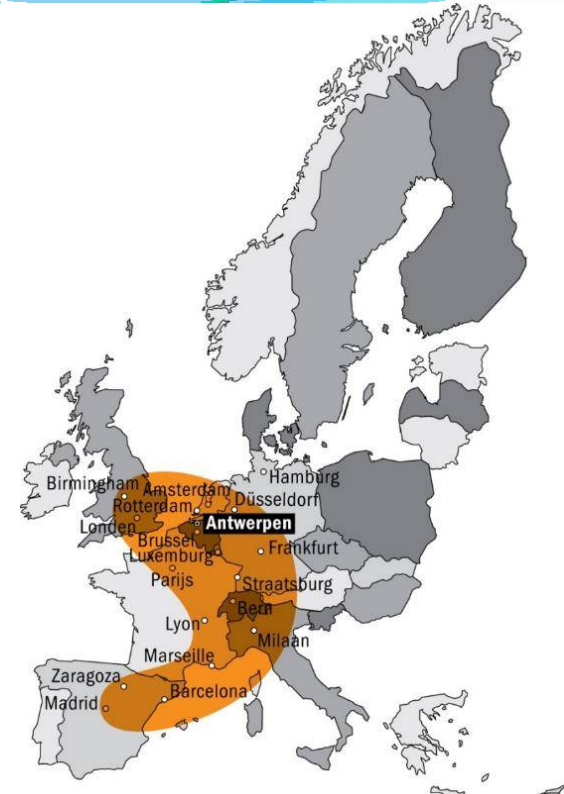 Hamburg
Birmingham
Amsterdam
Düsseldorf
Rotterdam
Antwerpen
Londen
Brussel
Frankfurt
Luxemburg
Parijs
Straatsburg
Bern
Lyon
Milaan
Marseille
Zaragoza
Barcelona
Madrid